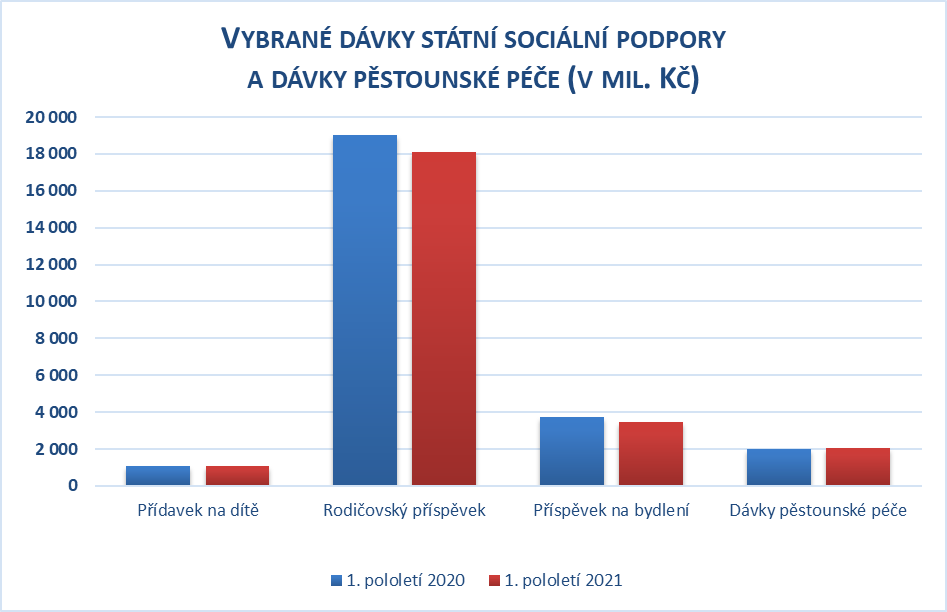 Vybrané dávky státní sociální podpory
a dávky pěstounské péče (v mil. Kč)
20 000
18 000
16 000
14 000
12 000
10 000
8 000
6 000
4 000
2 000
0
Přídavek na dítě
Rodičovský příspěvek
Příspěvek na bydlení
Dávky pěstounské péče
1. pololetí 2020
1. pololetí 2021